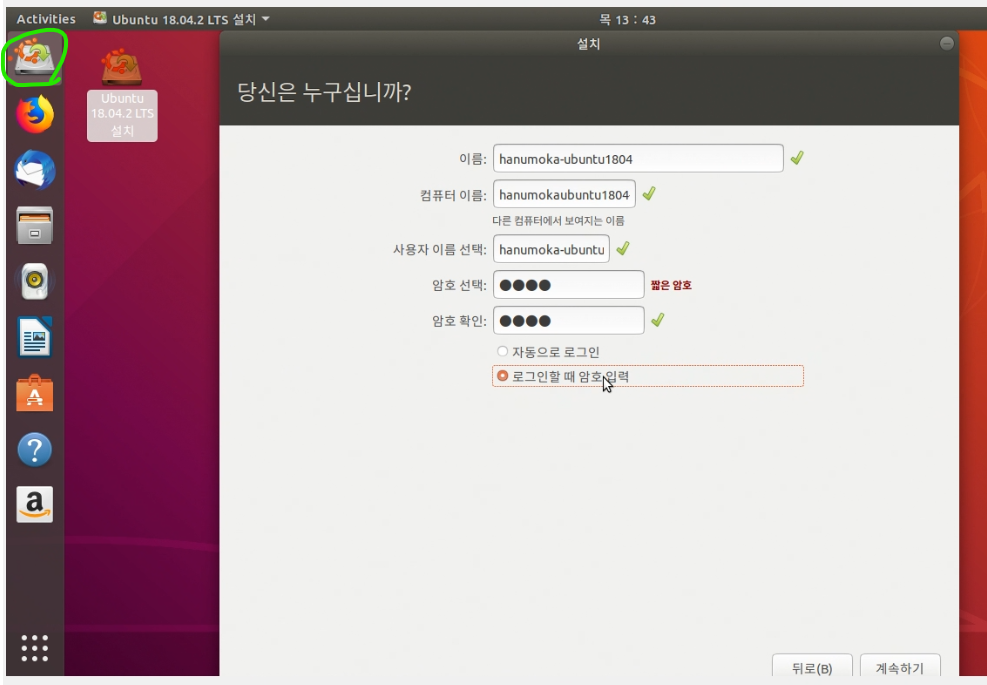 Activities
Ubuntu 18.04.2 LTS 설치
목 13 : 43
설치
Ubuntu
18.04.2 LTS
설치
당신은 누구십니까?
이름: hanumoka-ubuntu1804
컴퓨터 이름: hanumokaubuntu1804
다른 컴퓨터에서 보여지는 이름
사용자 이름 선택: hanumoka-ubuntu
암호 선택: ●●●● 짧은 암호
암호 확인: ●●●●
자동으로 로그인
로그인할 때 암호 입력
뒤로(B)
계속하기